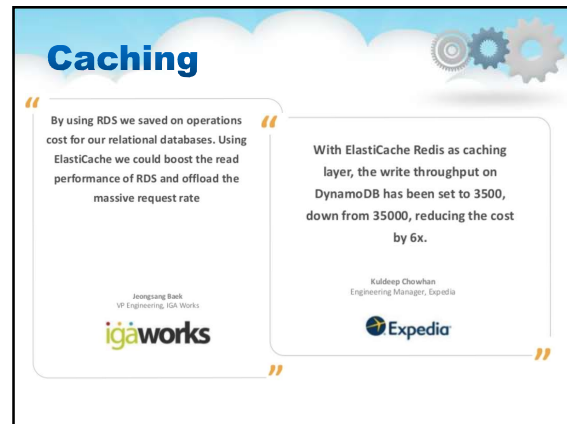 Caching
“
By using RDS we saved on operations
cost for our relational databases. Using
ElastiCache we could boost the read
performance of RDS and offload the
massive request rate
Jeongsang Baek
VP Engineering, IGA Works
igaworks
”
“
With ElastiCache Redis as caching
layer, the write throughput on
DynamoDB has been set to 3500,
down from 35000, reducing the cost
by 6x.
Kuldeep Chowhan
Engineering Manager, Expedia
Expedia
”